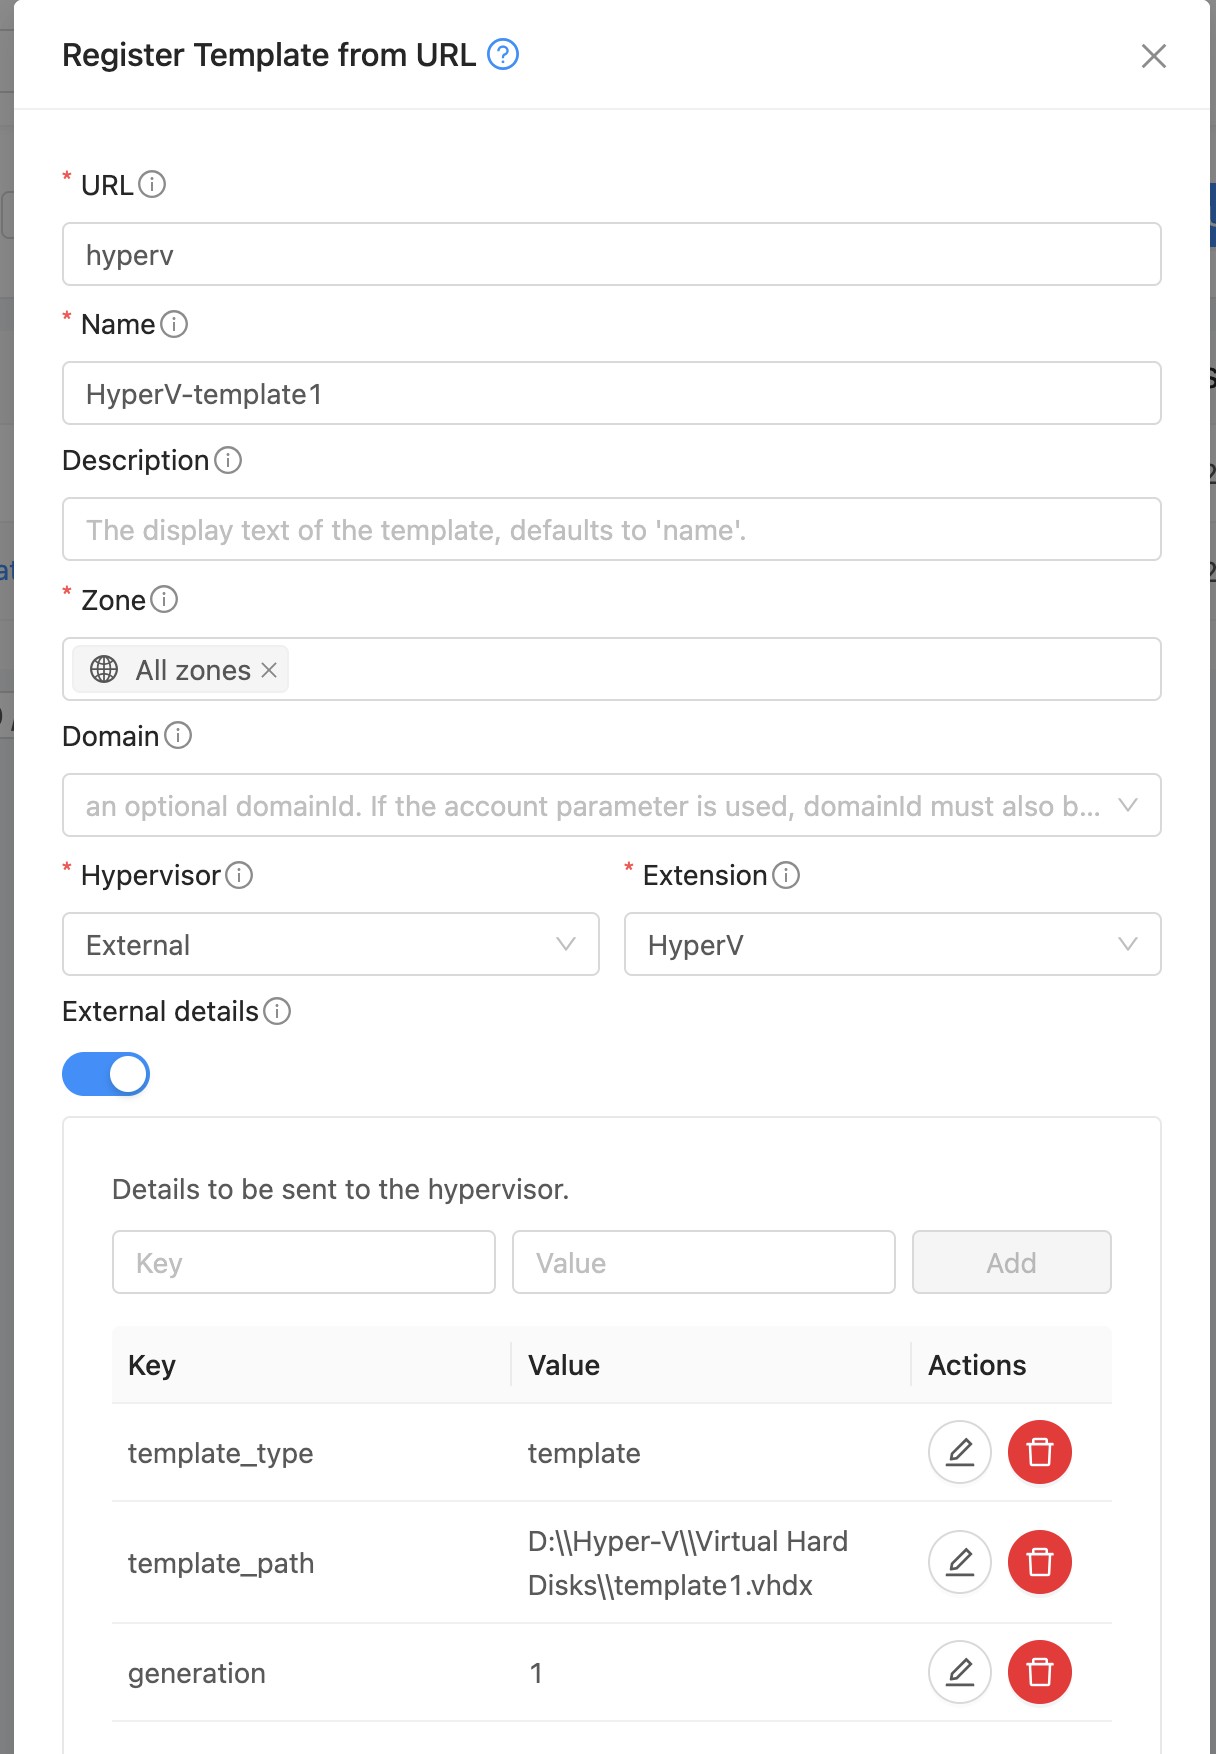 Register Template from URL
* URL
hyperv
* Name
HyperV-template1
Description
The display text of the template, defaults to 'name'.
* Zone
All zones
Domain
an optional domainId. If the account parameter is used, domainId must also b...
* Hypervisor * Extension
External HyperV
External details
Details to be sent to the hypervisor.
Key Value Add
Key Value Actions
template_type template
template_path D:\\Hyper-V\\Virtual Hard
Disks\\template1.vhdx
generation 1